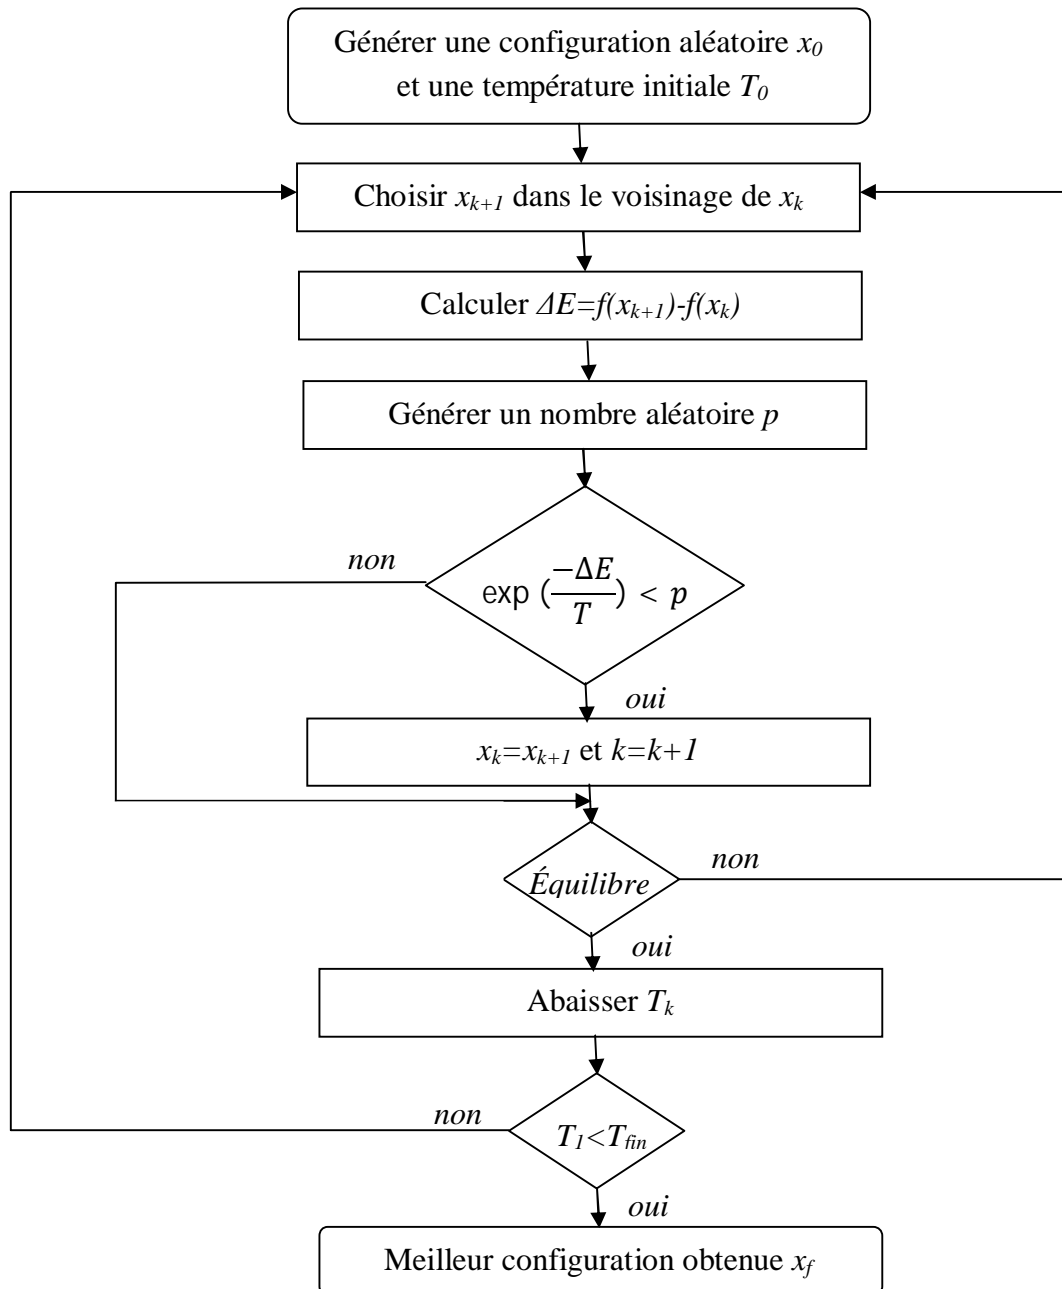 Générer une configuration aléatoire x0
et une température initiale T0
Choisir xk+1 dans le voisinage de xk
Calculer ΔE=f(xk+1)-f(xk)
Générer un nombre aléatoire p
non
exp (−ΔE/T) < p
oui
xk=xk+1 et k=k+1
Équilibre
non
oui
Abaisser Tk
non
T1<Tfin
oui
Meilleur configuration obtenue xf